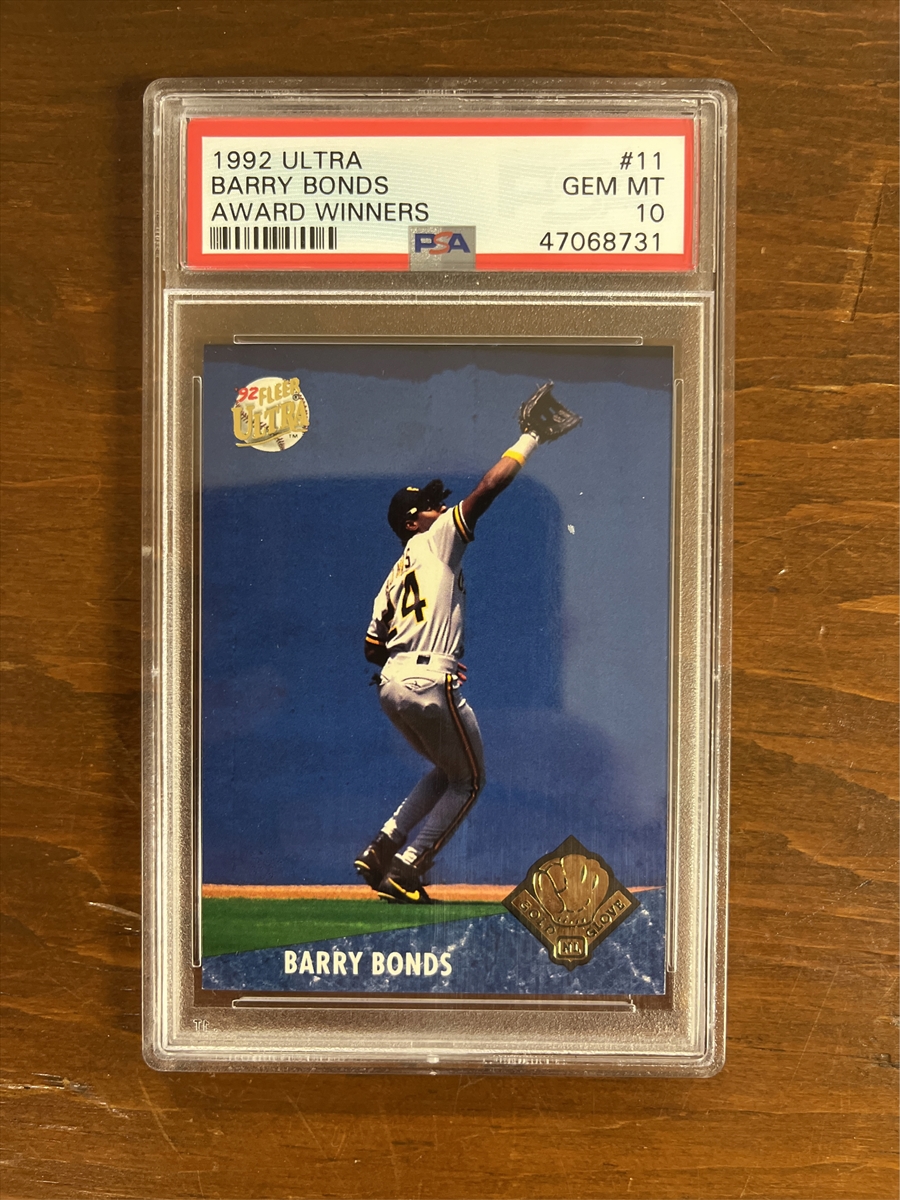 1992 ULTRA #11
BARRY BONDS GEM MT
AWARD WINNERS 10
PSA 47068731
'92 FLEER
ULTRA
TM
4
GOLD GLOVE
NL
BARRY BONDS